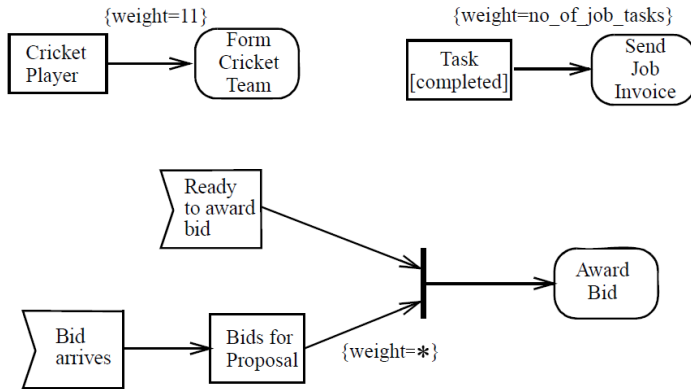 {weight=11}
Cricket
Player
Form
Cricket
Team
{weight=no_of_job_tasks}
Task
[completed]
Send
Job
Invoice
Ready
to award
bid
Bid
arrives
Bids for
Proposal
{weight=*}
Award
Bid